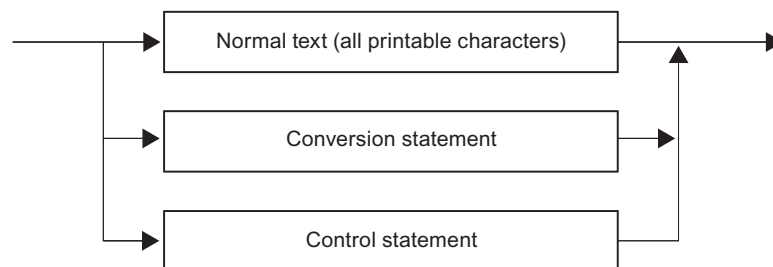 Normal text (all printable characters)
Conversion statement
Control statement